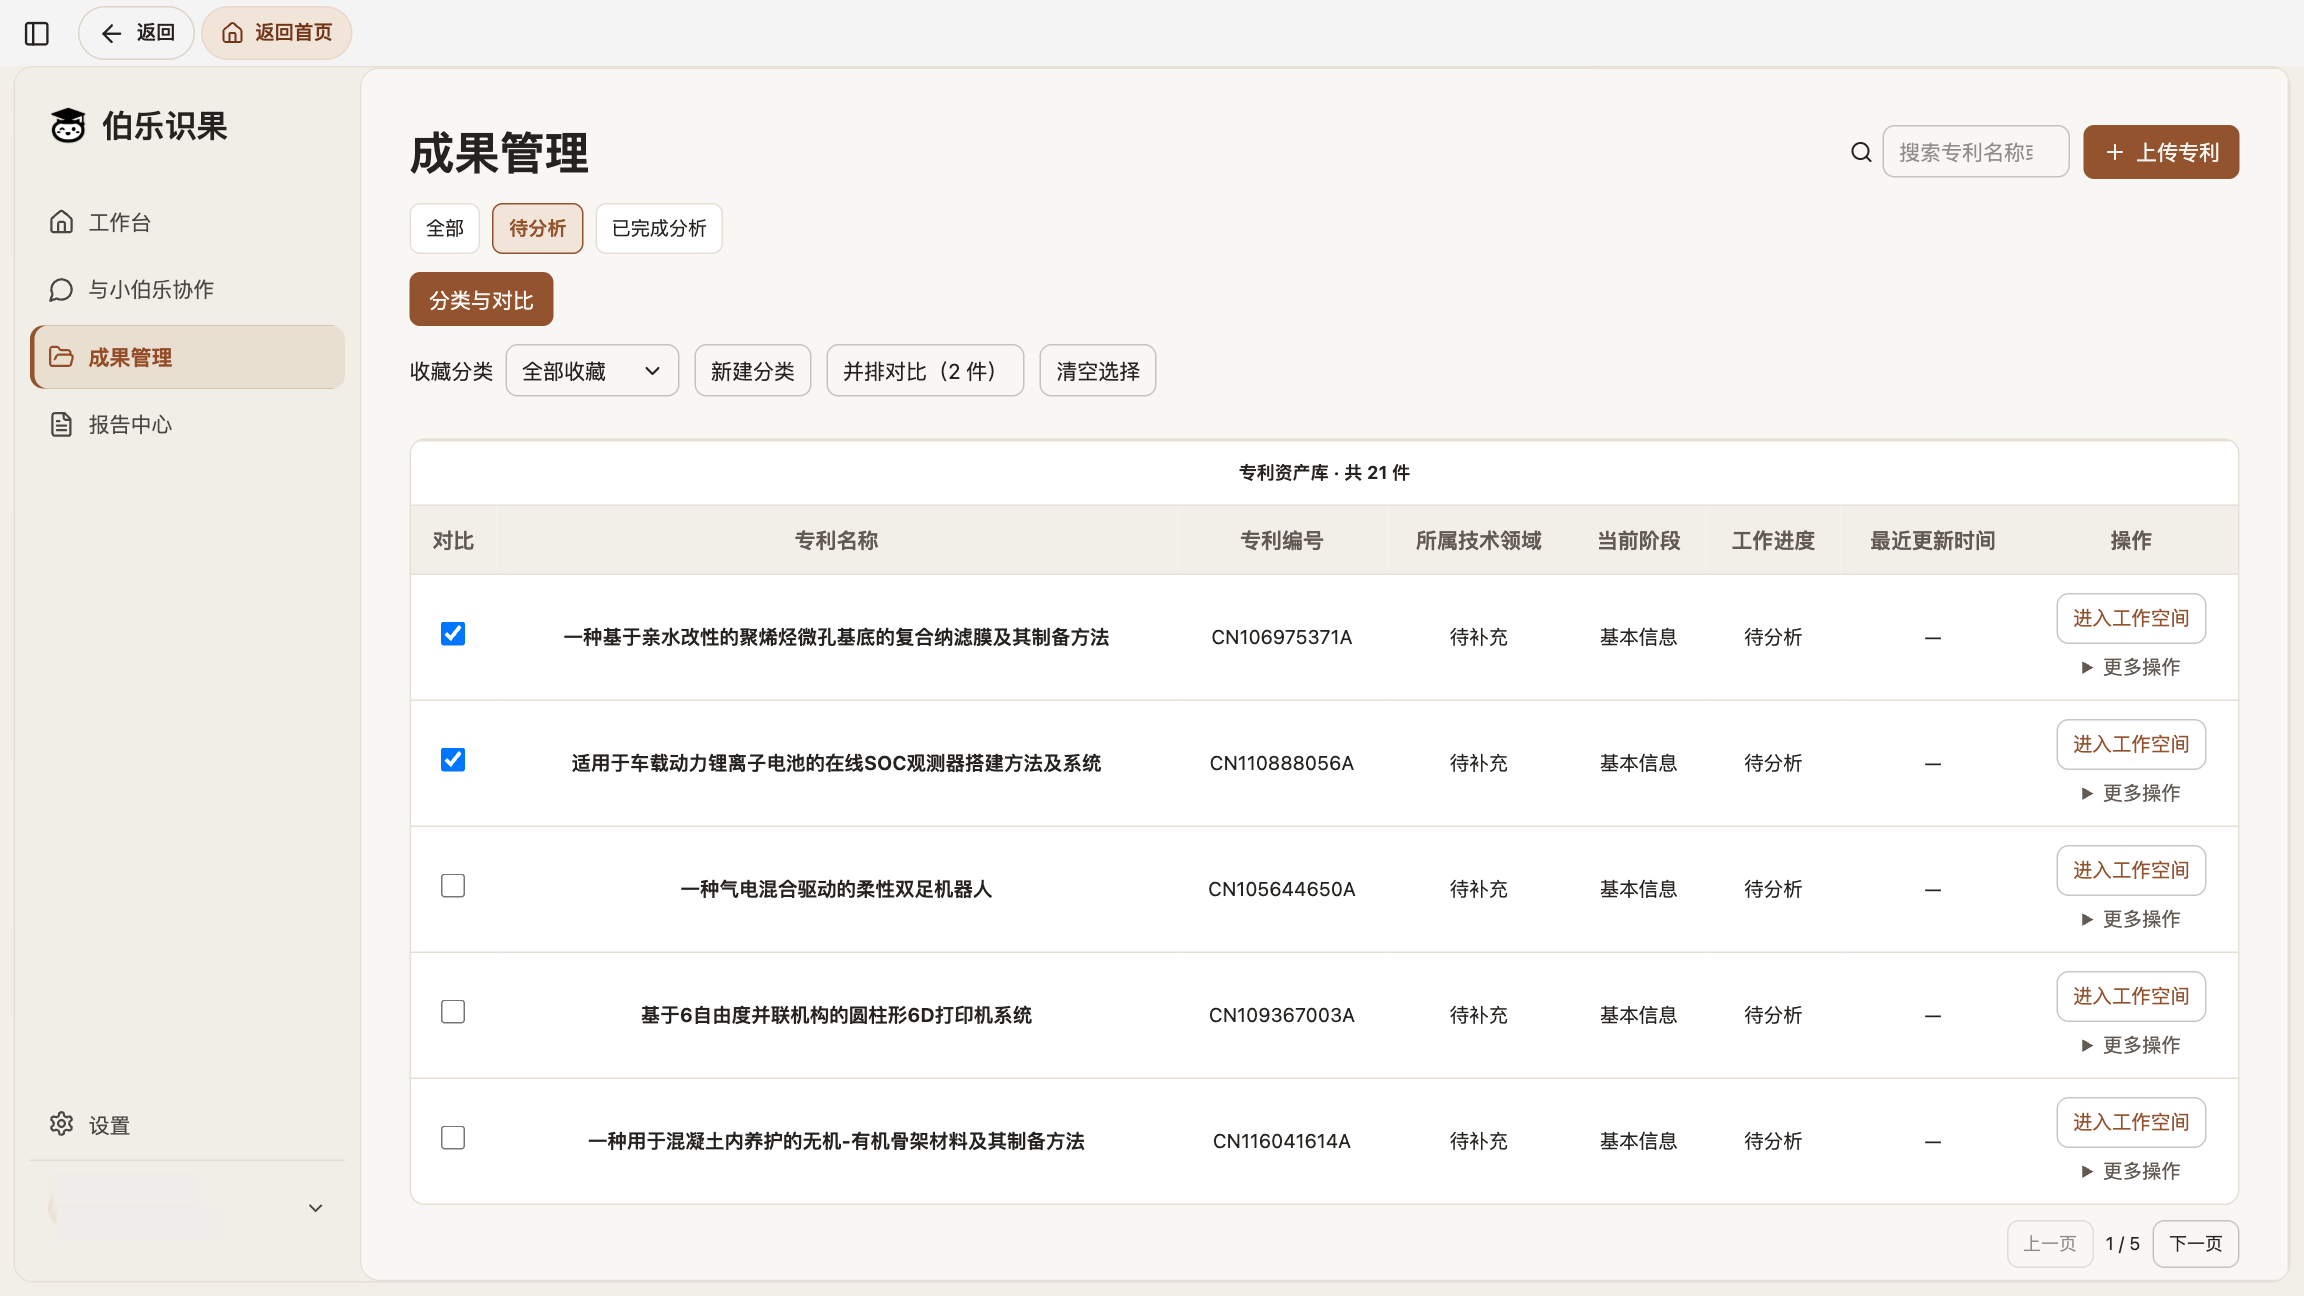 返回
返回首页
伯乐识果
工作台
与小伯乐协作
成果管理
报告中心
设置
成果管理
搜索专利名称
上传专利
全部
待分析
已完成分析
分类与对比
收藏分类
全部收藏
新建分类
并排对比（2 件）
清空选择
专利资产库 · 共 21 件
对比 专利名称 专利编号 所属技术领域 当前阶段 工作进度 最近更新时间 操作
一种基于亲水改性的聚烯烃微孔基底的复合纳滤膜及其制备方法 CN106975371A 待补充 基本信息 待分析 — 进入工作空间
更多操作
适用于车载动力锂离子电池的在线SOC观测器搭建方法及系统 CN110888056A 待补充 基本信息 待分析 — 进入工作空间
更多操作
一种气电混合驱动的柔性双足机器人 CN105644650A 待补充 基本信息 待分析 — 进入工作空间
更多操作
基于6自由度并联机构的圆柱形6D打印机系统 CN109367003A 待补充 基本信息 待分析 — 进入工作空间
更多操作
一种用于混凝土内养护的无机-有机骨架材料及其制备方法 CN116041614A 待补充 基本信息 待分析 — 进入工作空间
更多操作
上一页 1 / 5 下一页